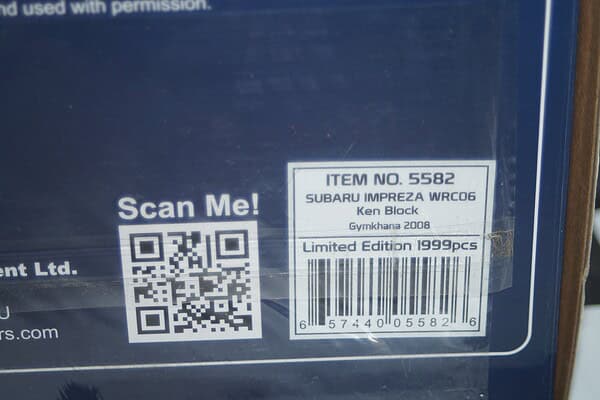 nd used with permission.
Scan Me!
ITEM NO. 5582
SUBARU IMPREZA WRC06
Ken Block
Gymkhana 2008
Limited Edition 1999pcs
6 57440 05582 6
ent Ltd.
U
rs.com